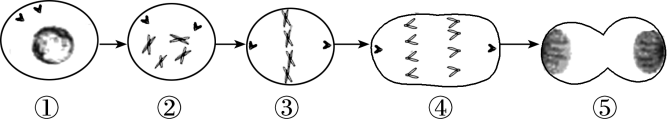 ① ② ③ ④ ⑤